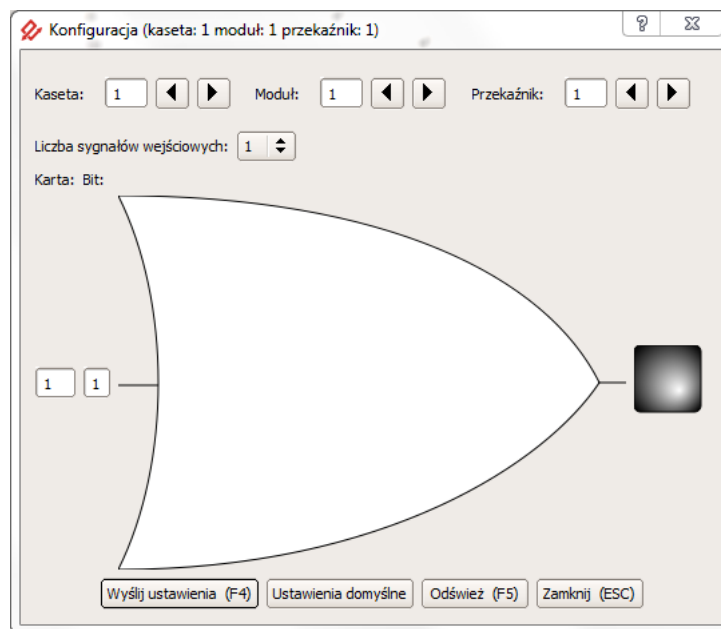 Konfiguracja (kaseta: 1 moduł: 1 przekaźnik: 1)
Kaseta: 1 Moduł: 1 Przekaźnik: 1
Liczba sygnałów wejściowych: 1
Karta: Bit:
1 1
Wyślij ustawienia (F4) Ustawienia domyślne Odśwież (F5) Zamknij (ESC)